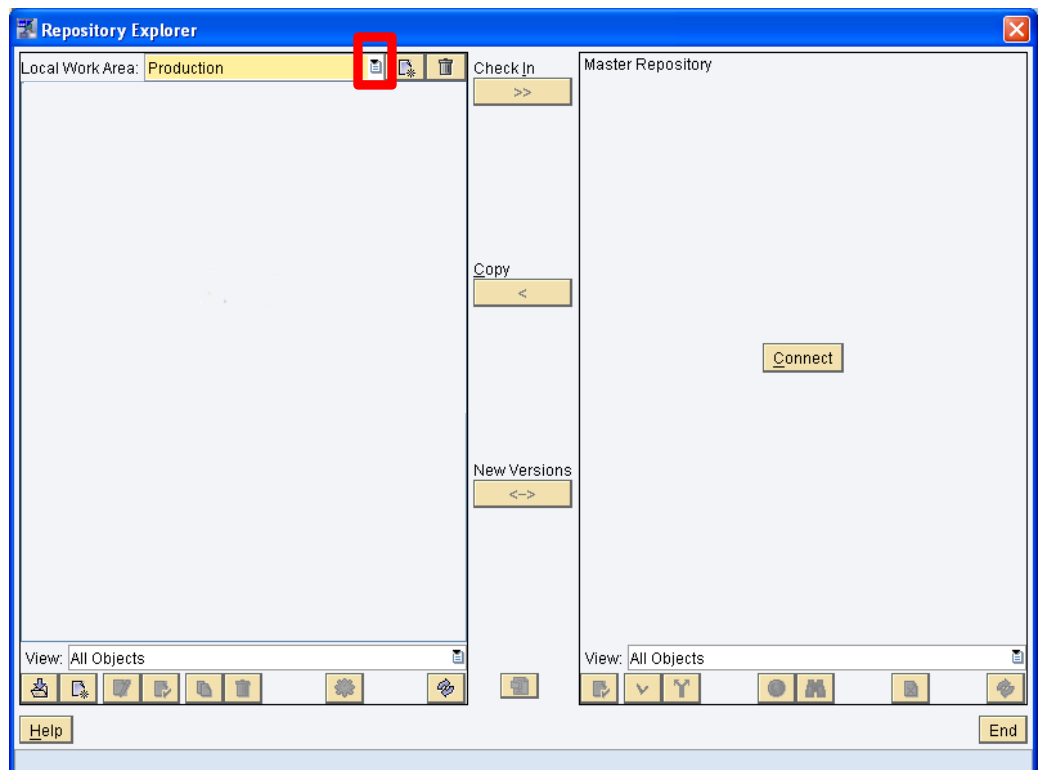 Repository Explorer
Local Work Area: Production
Check In
>>
Master Repository
Copy
<
Connect
New Versions
<->
View: All Objects
View: All Objects
Help
End